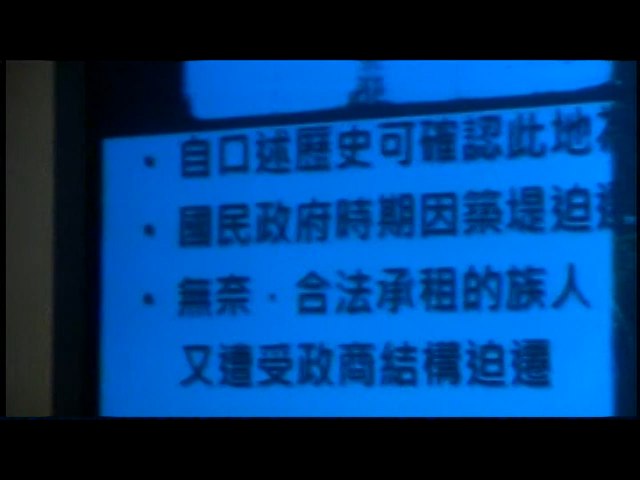 • 自口述歷史可確認此地
• 國民政府時期因築堤迫
• 無奈．合法承租的族人
又遭受政商結構迫遷